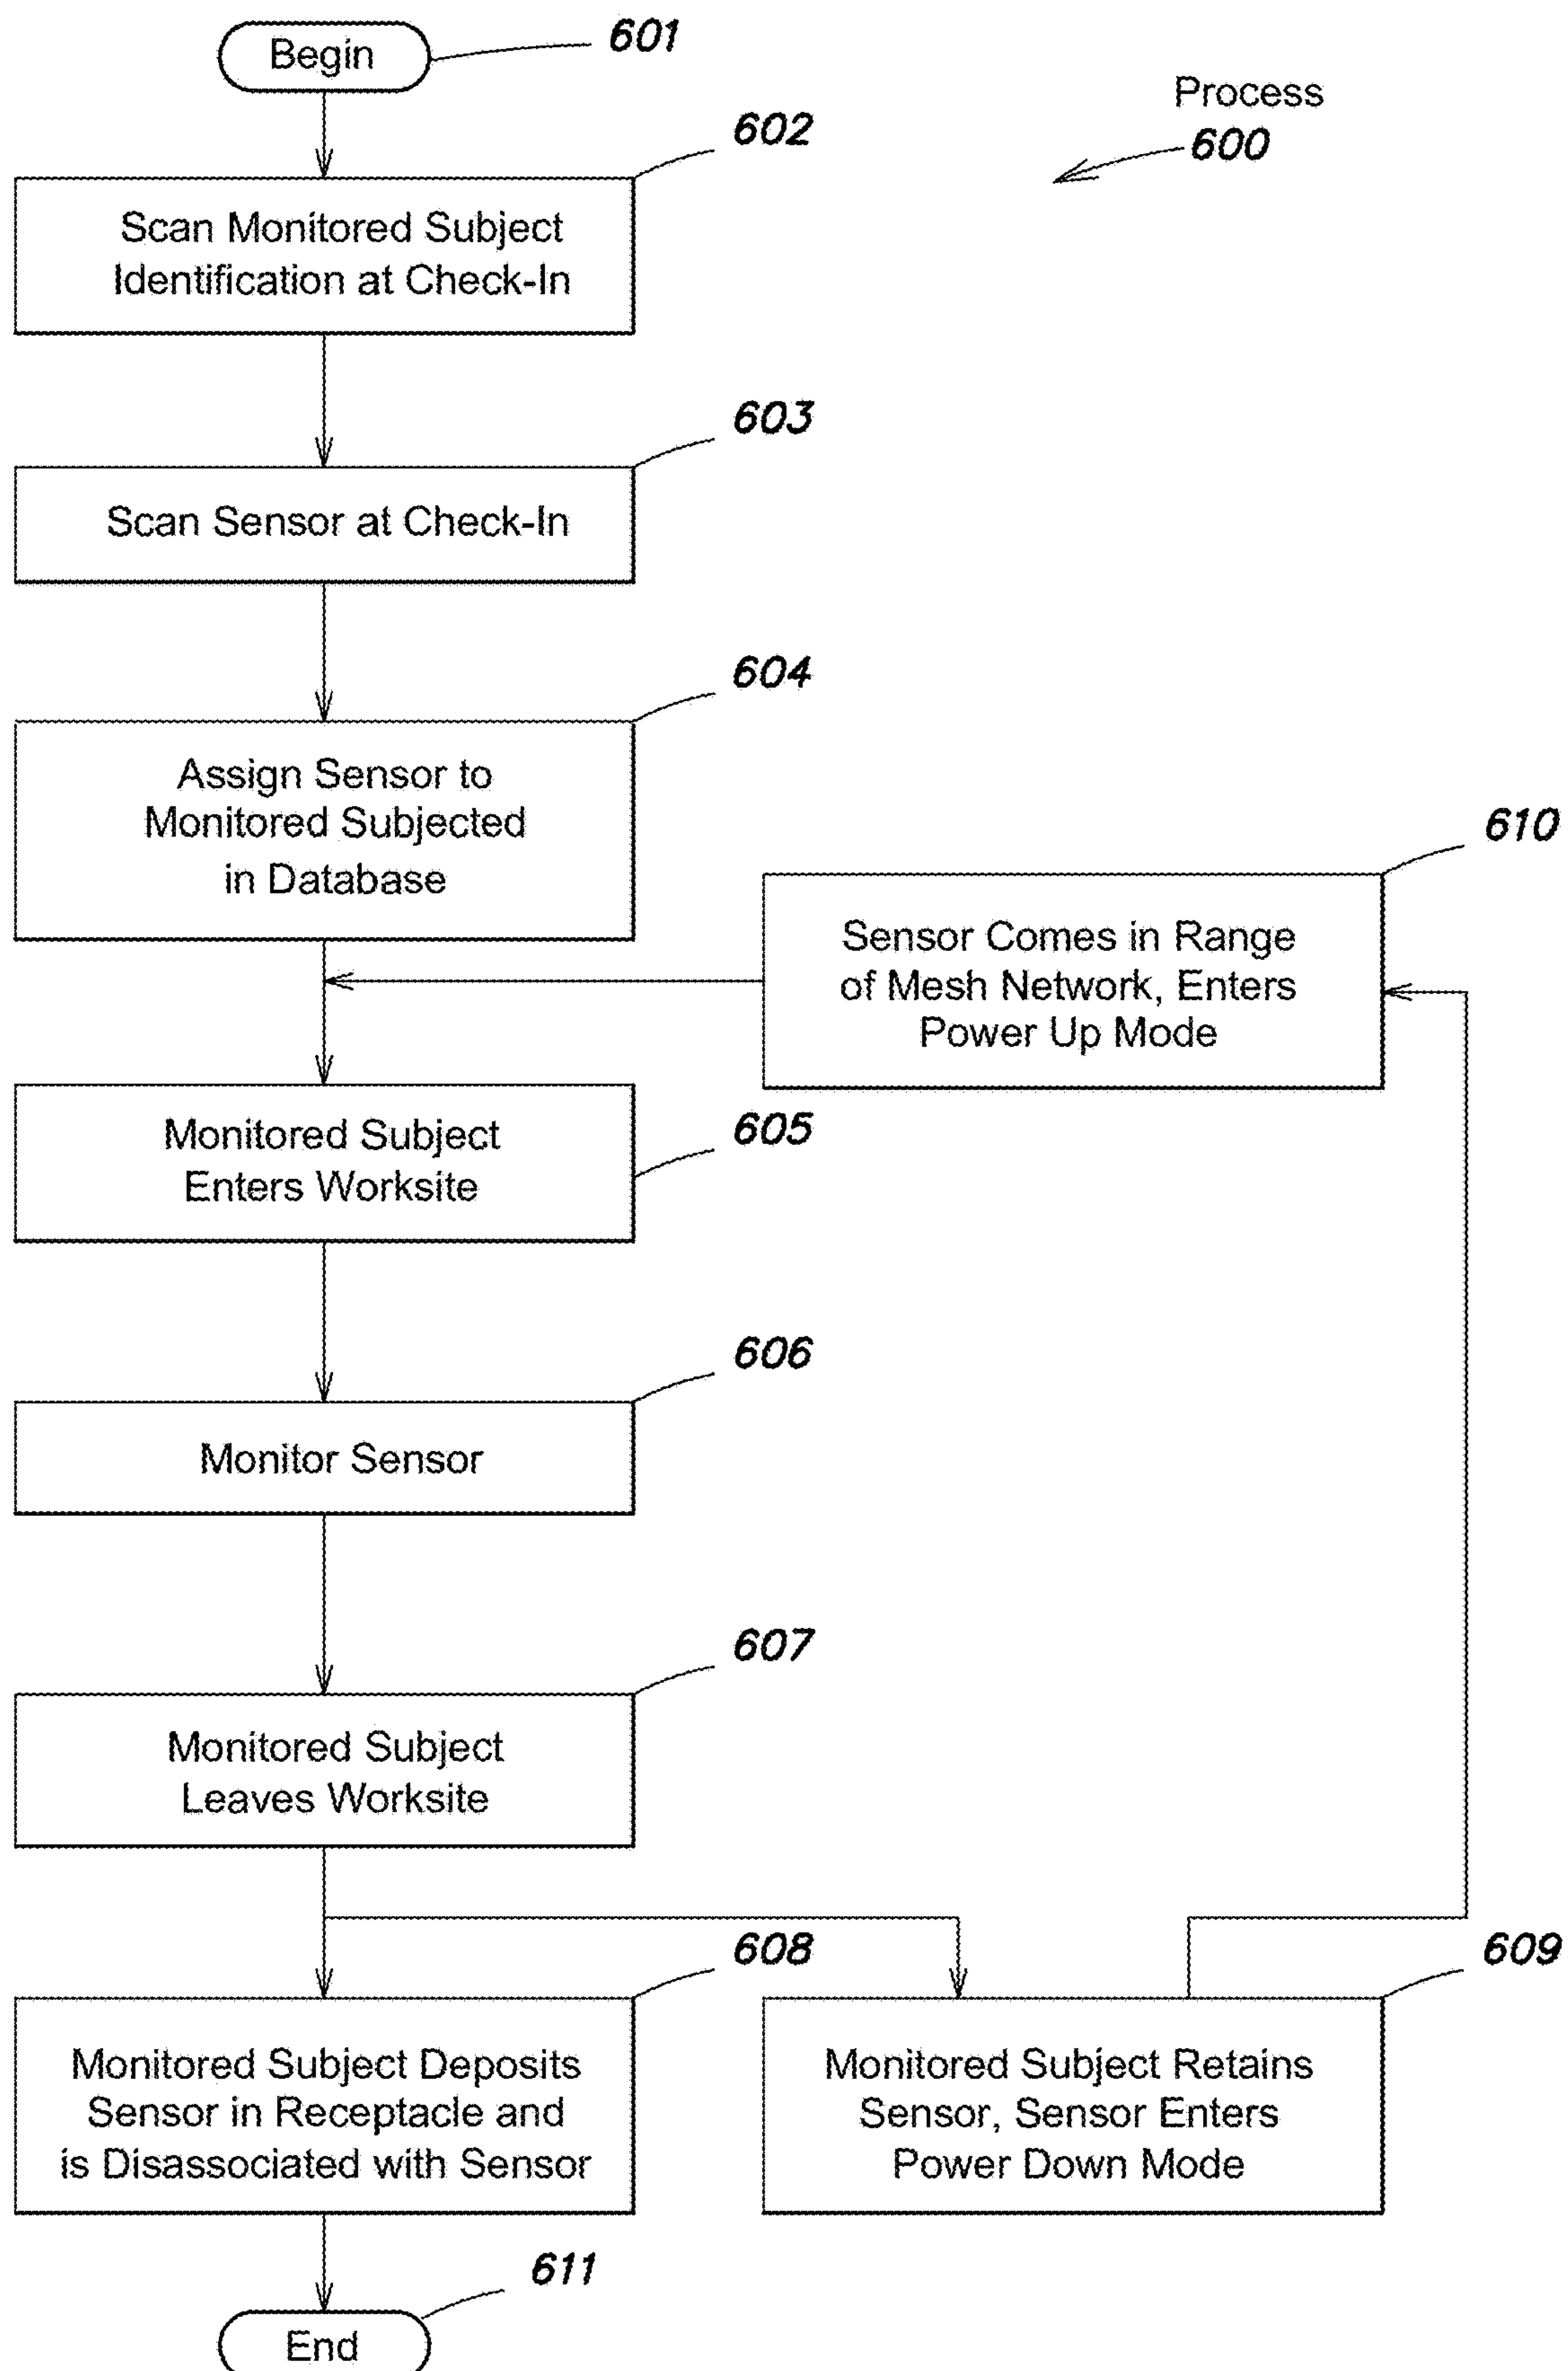 Begin
601
Process
600
602
Scan Monitored Subject
Identification at Check-In
603
Scan Sensor at Check-In
604
Assign Sensor to
Monitored Subjected
in Database
610
Sensor Comes in Range
of Mesh Network, Enters
Power Up Mode
605
Monitored Subject
Enters Worksite
606
Monitor Sensor
607
Monitored Subject
Leaves Worksite
608
Monitored Subject Deposits
Sensor in Receptacle and
is Disassociated with Sensor
609
Monitored Subject Retains
Sensor, Sensor Enters
Power Down Mode
611
End